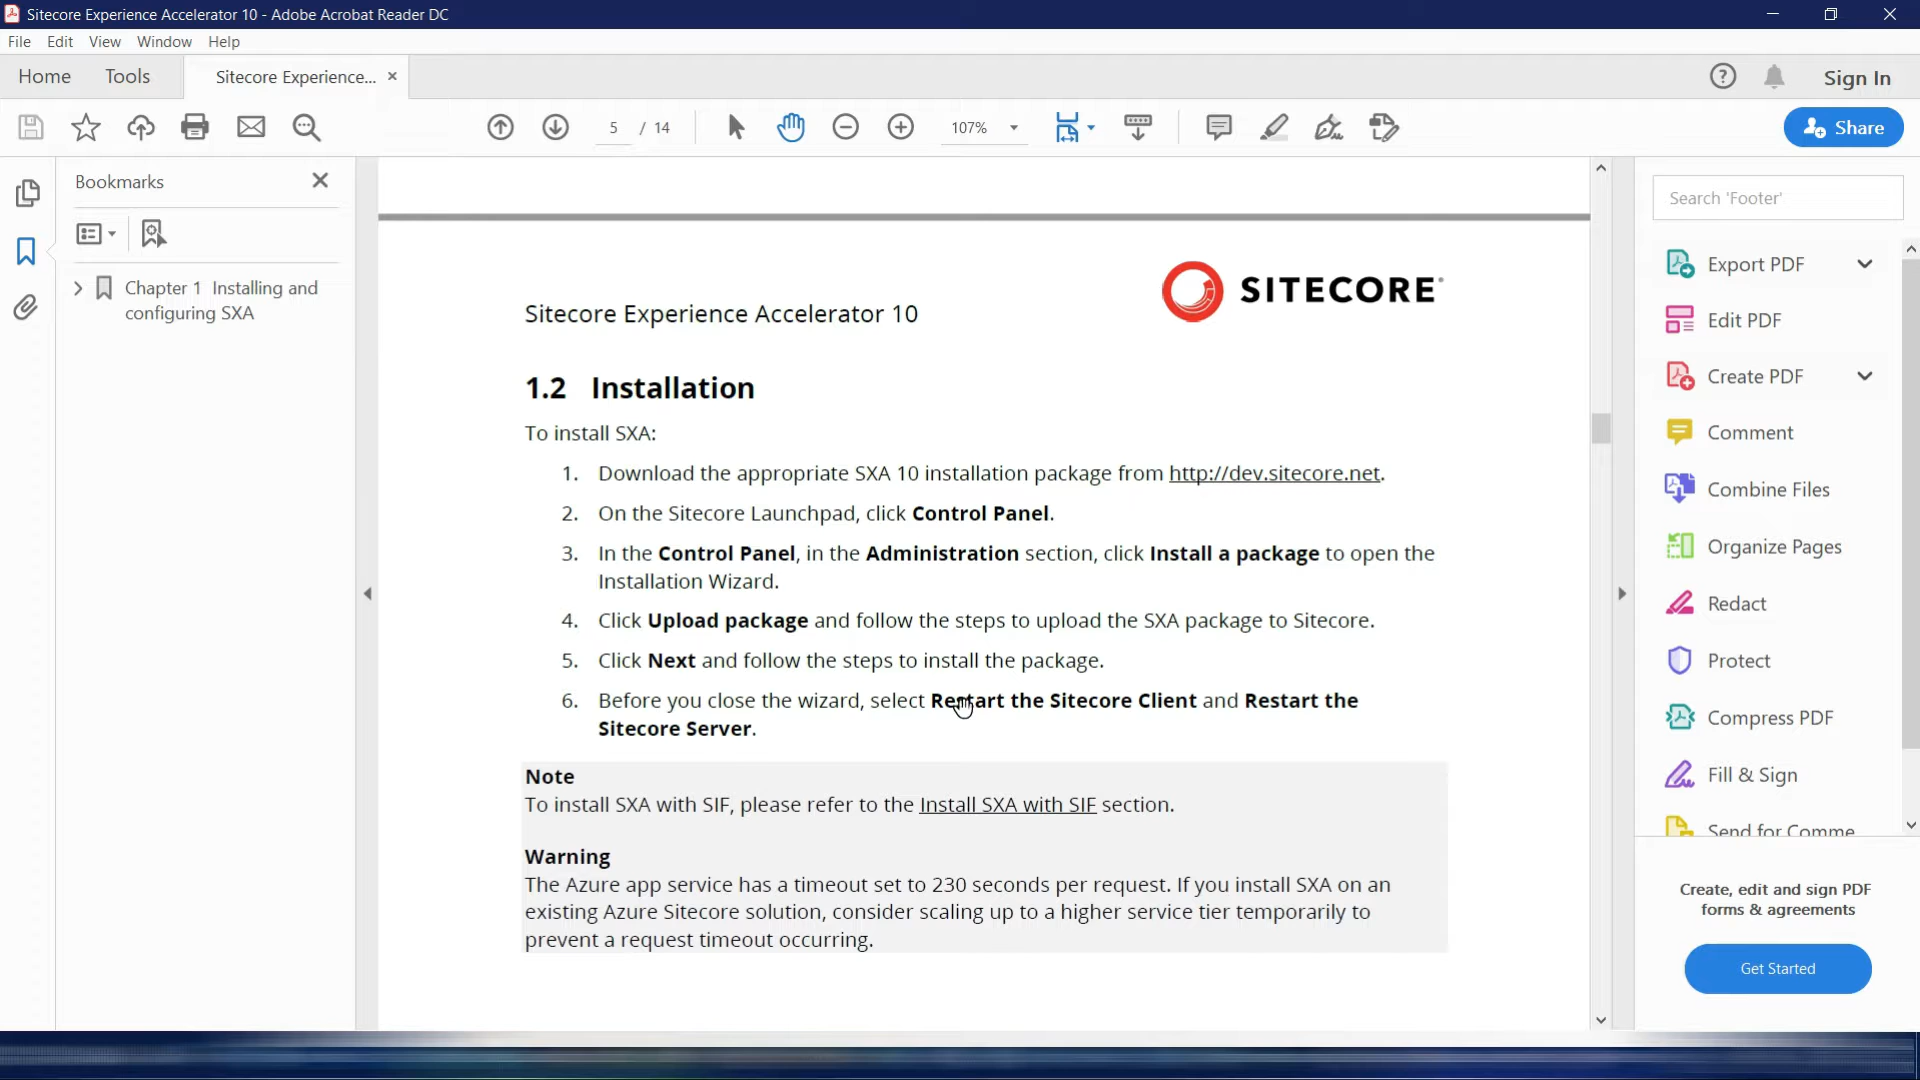 Sitecore Experience Accelerator 10 - Adobe Acrobat Reader DC
File Edit View Window Help
Home Tools Sitecore Experience... Sign In
5 / 14 107% Share
Bookmarks
Chapter 1 Installing and
configuring SXA
SITECORE
Sitecore Experience Accelerator 10
1.2 Installation
To install SXA:
1. Download the appropriate SXA 10 installation package from http://dev.sitecore.net.
2. On the Sitecore Launchpad, click Control Panel.
3. In the Control Panel, in the Administration section, click Install a package to open the
Installation Wizard.
4. Click Upload package and follow the steps to upload the SXA package to Sitecore.
5. Click Next and follow the steps to install the package.
6. Before you close the wizard, select Restart the Sitecore Client and Restart the
Sitecore Server.
Note
To install SXA with SIF, please refer to the Install SXA with SIF section.
Warning
The Azure app service has a timeout set to 230 seconds per request. If you install SXA on an
existing Azure Sitecore solution, consider scaling up to a higher service tier temporarily to
prevent a request timeout occurring.
Search 'Footer'
Export PDF
Edit PDF
Create PDF
Comment
Combine Files
Organize Pages
Redact
Protect
Compress PDF
Fill & Sign
Send for Comme
Create, edit and sign PDF
forms & agreements
Get Started